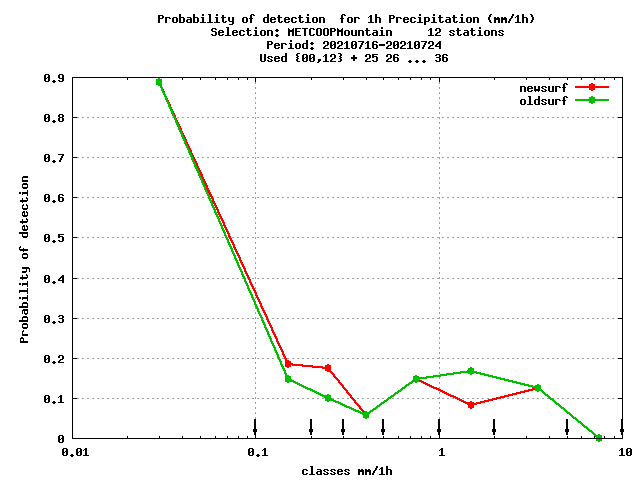 Probability of detection  for 1h Precipitation (mm/1h)
Selection: METCOOPMountain     12 stations
Period: 20210716-20210724
Used {00,12} + 25 26 ... 36
newsurf
oldsurf
Probability of detection
0.9
0.8
0.7
0.6
0.5
0.4
0.3
0.2
0.1
0
0.01 0.1 1 10
classes mm/1h